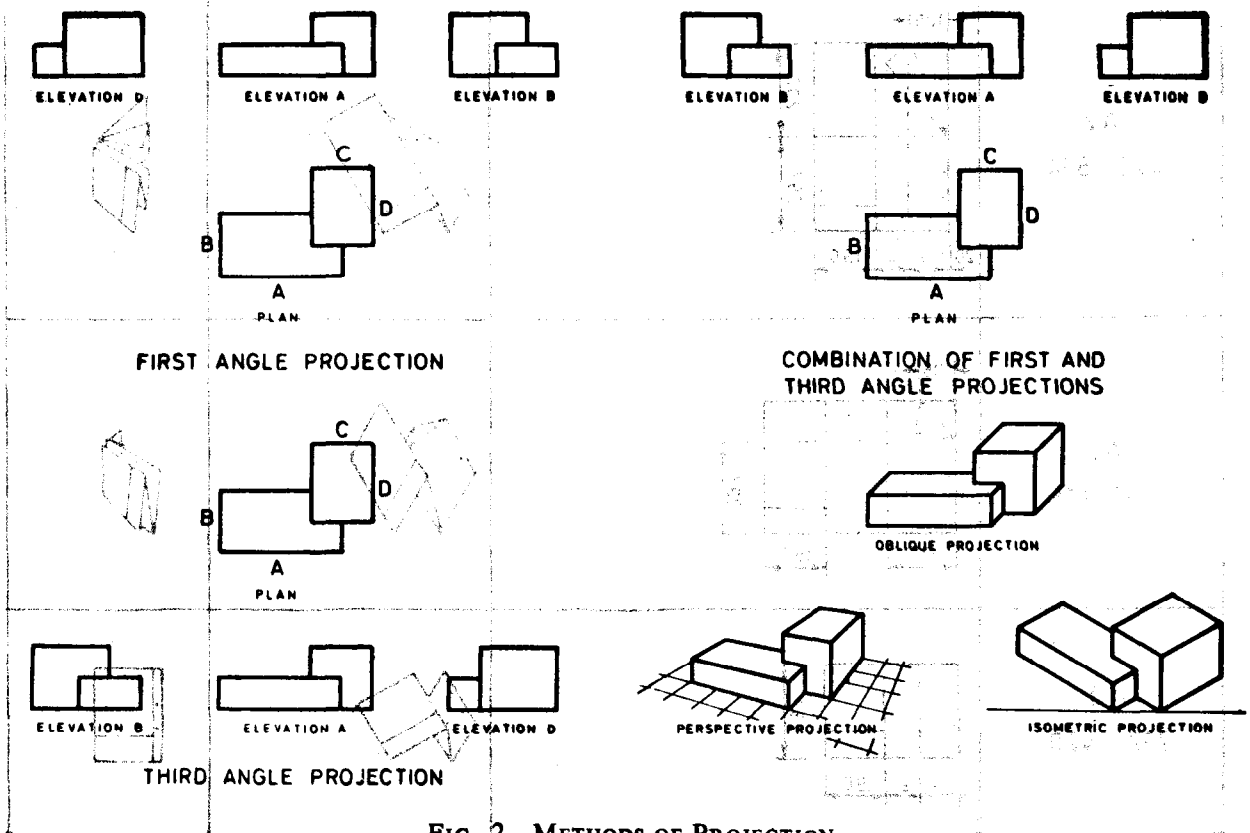 ELEVATION D
ELEVATION A
ELEVATION B
C
D
B
A
PLAN
FIRST ANGLE PROJECTION
ELEVATION B
ELEVATION A
ELEVATION D
C
D
B
A
PLAN
COMBINATION OF FIRST AND
THIRD ANGLE PROJECTIONS
C
D
B
A
PLAN
ELEVATION B
ELEVATION A
ELEVATION D
THIRD ANGLE PROJECTION
OBLIQUE PROJECTION
PERSPECTIVE PROJECTION
ISOMETRIC PROJECTION
FIG. 2 METHODS OF PROJECTION